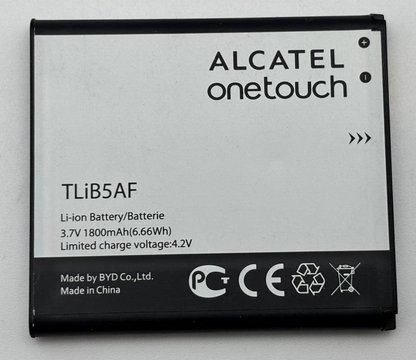 ALCATEL
onetouch
TLiB5AF
Li-ion Battery/Batterie
3.7V 1800mAh(6.66Wh)
Limited charge voltage:4.2V
Made by BYD Co.,Ltd.
Made in China